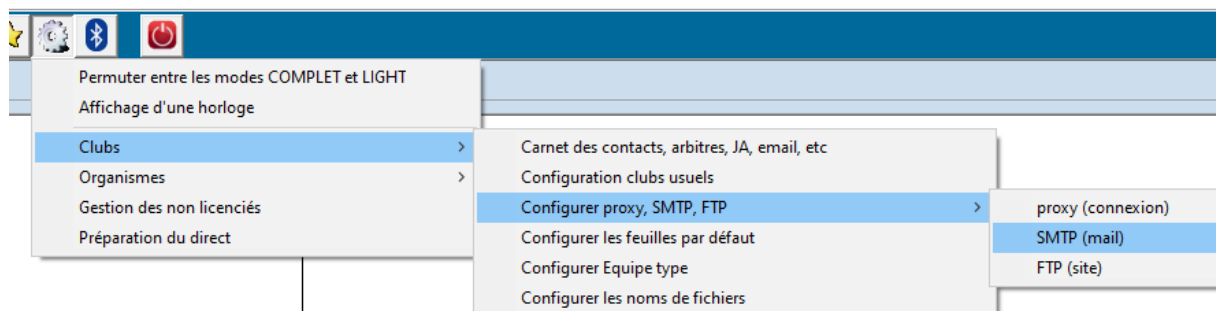 Permuter entre les modes COMPLET et LIGHT
Affichage d'une horloge
Clubs
Organismes
Gestion des non licenciés
Préparation du direct
Carnet des contacts, arbitres, JA, email, etc
Configuration clubs usuels
Configurer proxy, SMTP, FTP
Configurer les feuilles par défaut
Configurer Equipe type
Configurer les noms de fichiers
proxy (connexion)
SMTP (mail)
FTP (site)